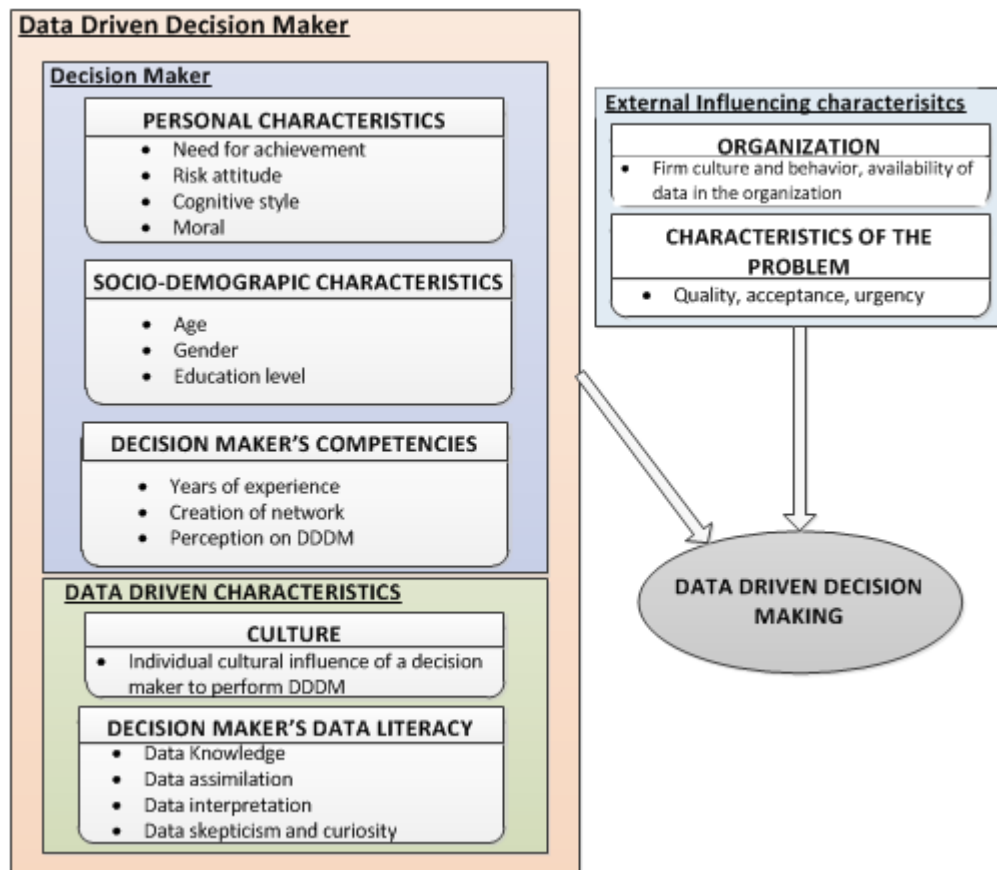 Data Driven Decision Maker
Decision Maker
PERSONAL CHARACTERISTICS
• Need for achievement
• Risk attitude
• Cognitive style
• Moral
SOCIO-DEMOGRAPIC CHARACTERISTICS
• Age
• Gender
• Education level
DECISION MAKER'S COMPETENCIES
• Years of experience
• Creation of network
• Perception on DDDM
DATA DRIVEN CHARACTERISTICS
CULTURE
• Individual cultural influence of a decision
maker to perform DDDM
DECISION MAKER'S DATA LITERACY
• Data Knowledge
• Data assimilation
• Data interpretation
• Data skepticism and curiosity
External Influencing characterisitcs
ORGANIZATION
• Firm culture and behavior, availability of
data in the organization
CHARACTERISTICS OF THE
PROBLEM
• Quality, acceptance, urgency
DATA DRIVEN DECISION
MAKING